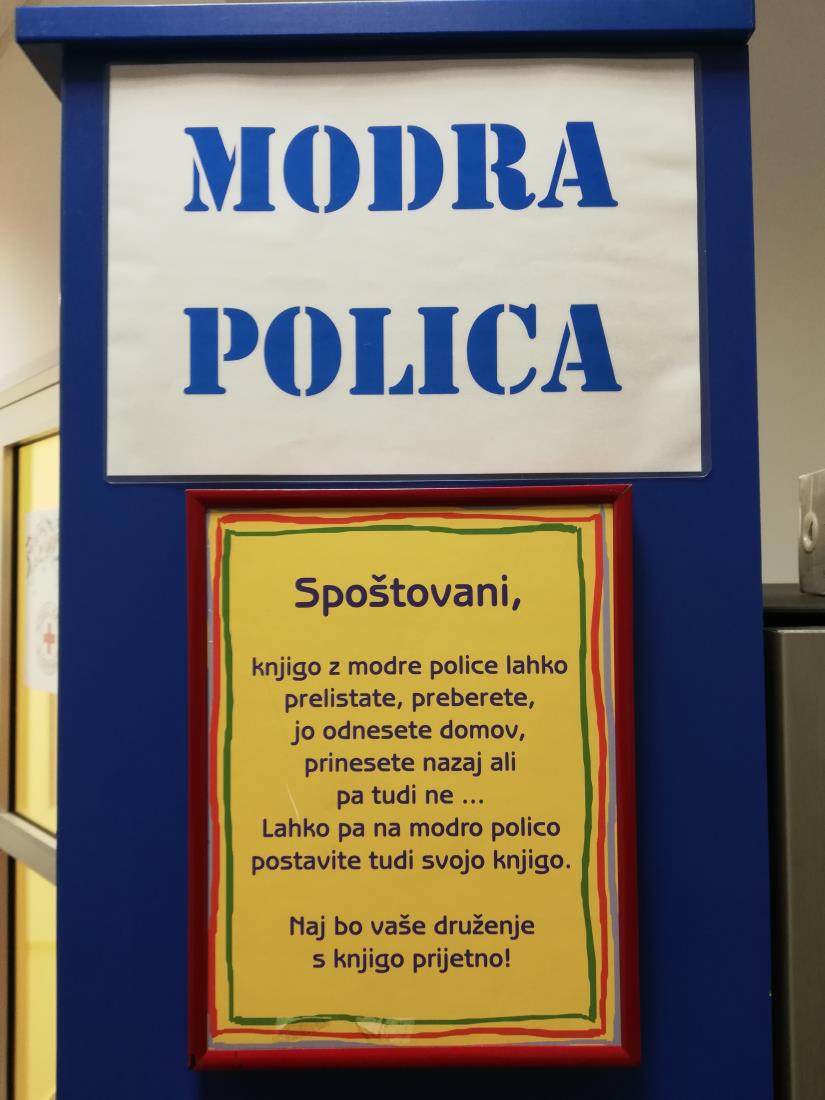 MODRA
POLICA
Spoštovani,
knjigo z modre police lahko
prelistate, preberete,
jo odnesete domov,
prinesete nazaj ali
pa tudi ne ...
Lahko pa na modro polico
postavite tudi svojo knjigo.
Naj bo vaše druženje
s knjigo prijetno!